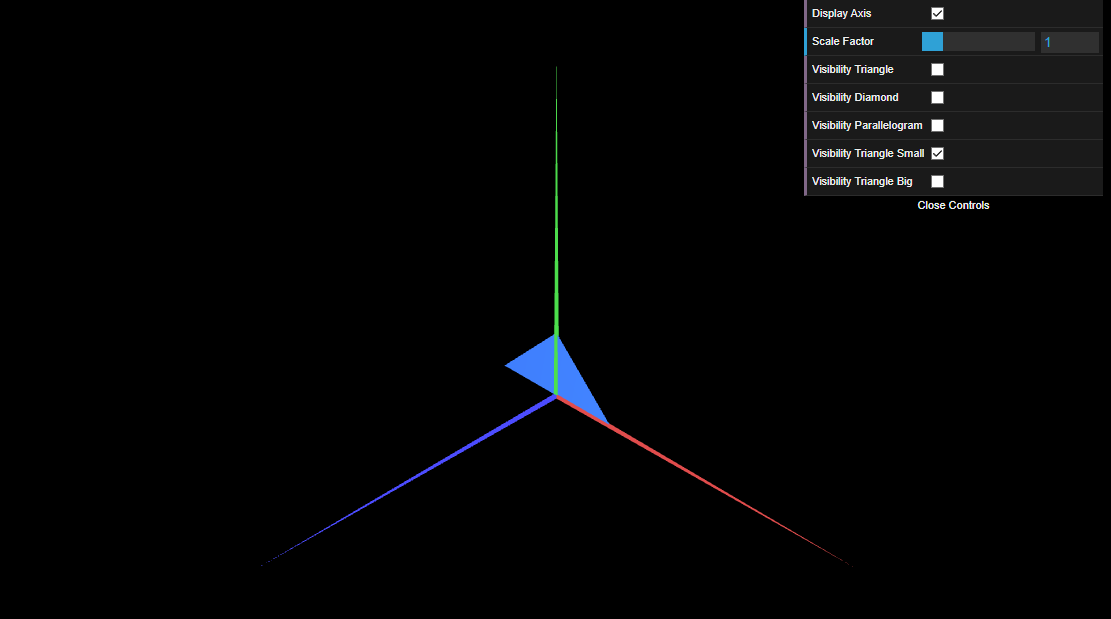 Display Axis
Scale Factor 1
Visibility Triangle
Visibility Diamond
Visibility Parallelogram
Visibility Triangle Small
Visibility Triangle Big
Close Controls